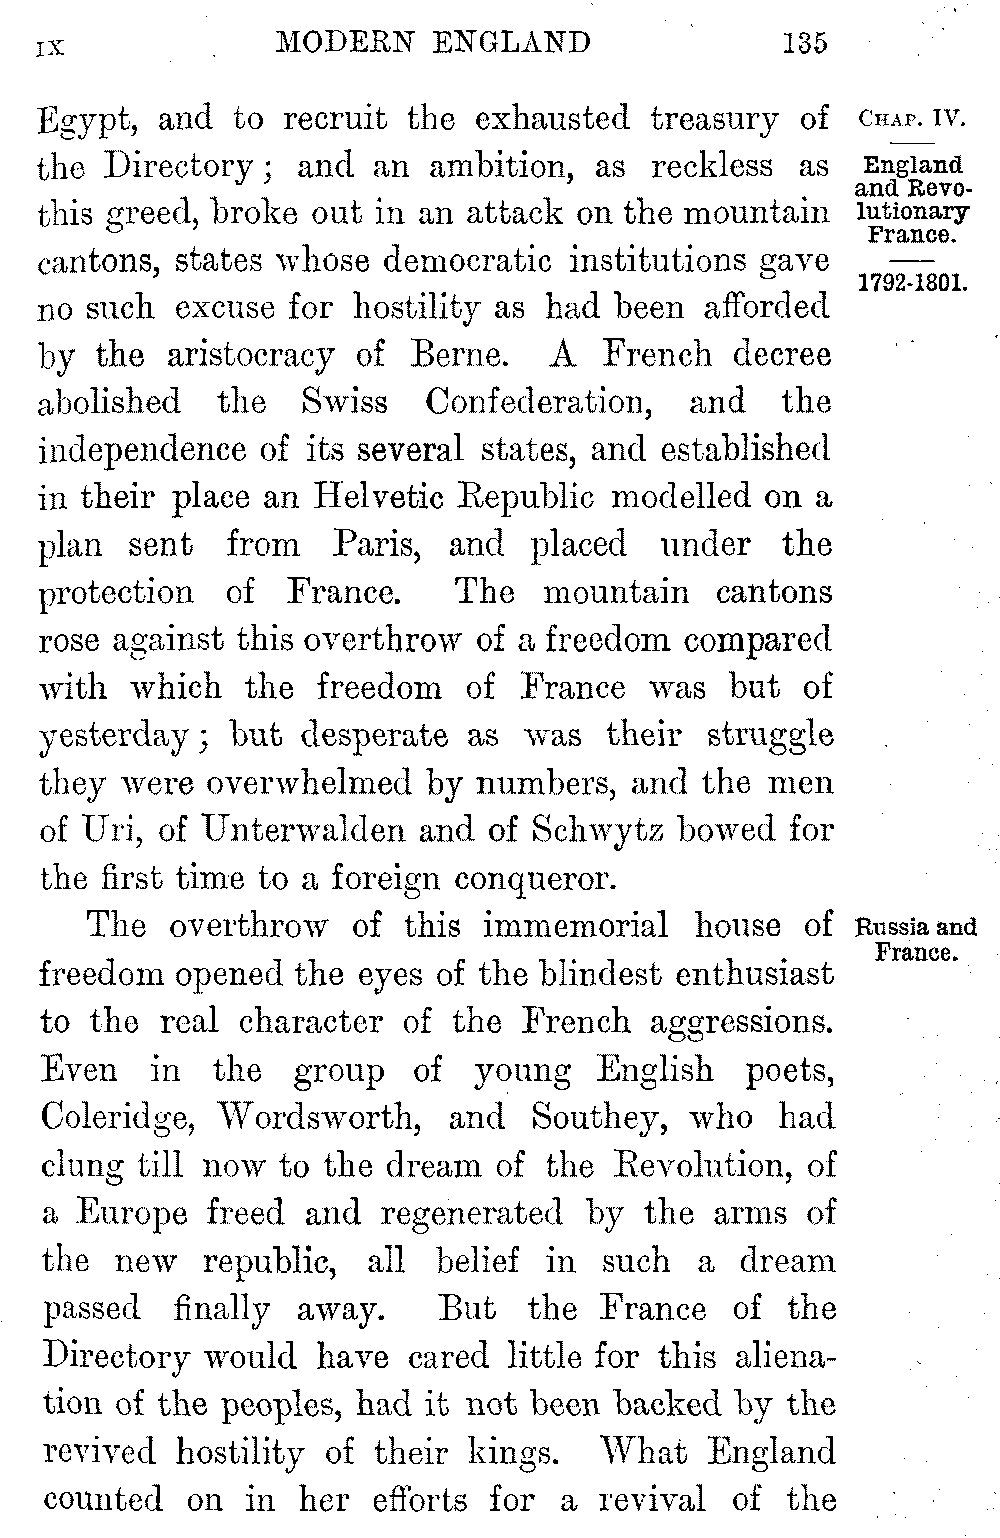 IX MODERN ENGLAND 135
Egypt, and to recruit the exhausted treasury of
the Directory; and an ambition, as reckless as
this greed, broke out in an attack on the mountain
cantons, states whose democratic institutions gave
no such excuse for hostility as had been afforded
by the aristocracy of Berne. A French decree
abolished the Swiss Confederation, and the
independence of its several states, and established
in their place an Helvetic Republic modelled on a
plan sent from Paris, and placed under the
protection of France. The mountain cantons
rose against this overthrow of a freedom compared
with which the freedom of France was but of
yesterday; but desperate as was their struggle
they were overwhelmed by numbers, and the men
of Uri, of Unterwalden and of Schwytz bowed for
the first time to a foreign conqueror.
The overthrow of this immemorial house of
freedom opened the eyes of the blindest enthusiast
to the real character of the French aggressions.
Even in the group of young English poets,
Coleridge, Wordsworth, and Southey, who had
clung till now to the dream of the Revolution, of
a Europe freed and regenerated by the arms of
the new republic, all belief in such a dream
passed finally away. But the France of the
Directory would have cared little for this aliena-
tion of the peoples, had it not been backed by the
revived hostility of their kings. What England
counted on in her efforts for a revival of the
CHAP. IV.
England
and Revo-
lutionary
France.
1792-1801.
Russia and
France.